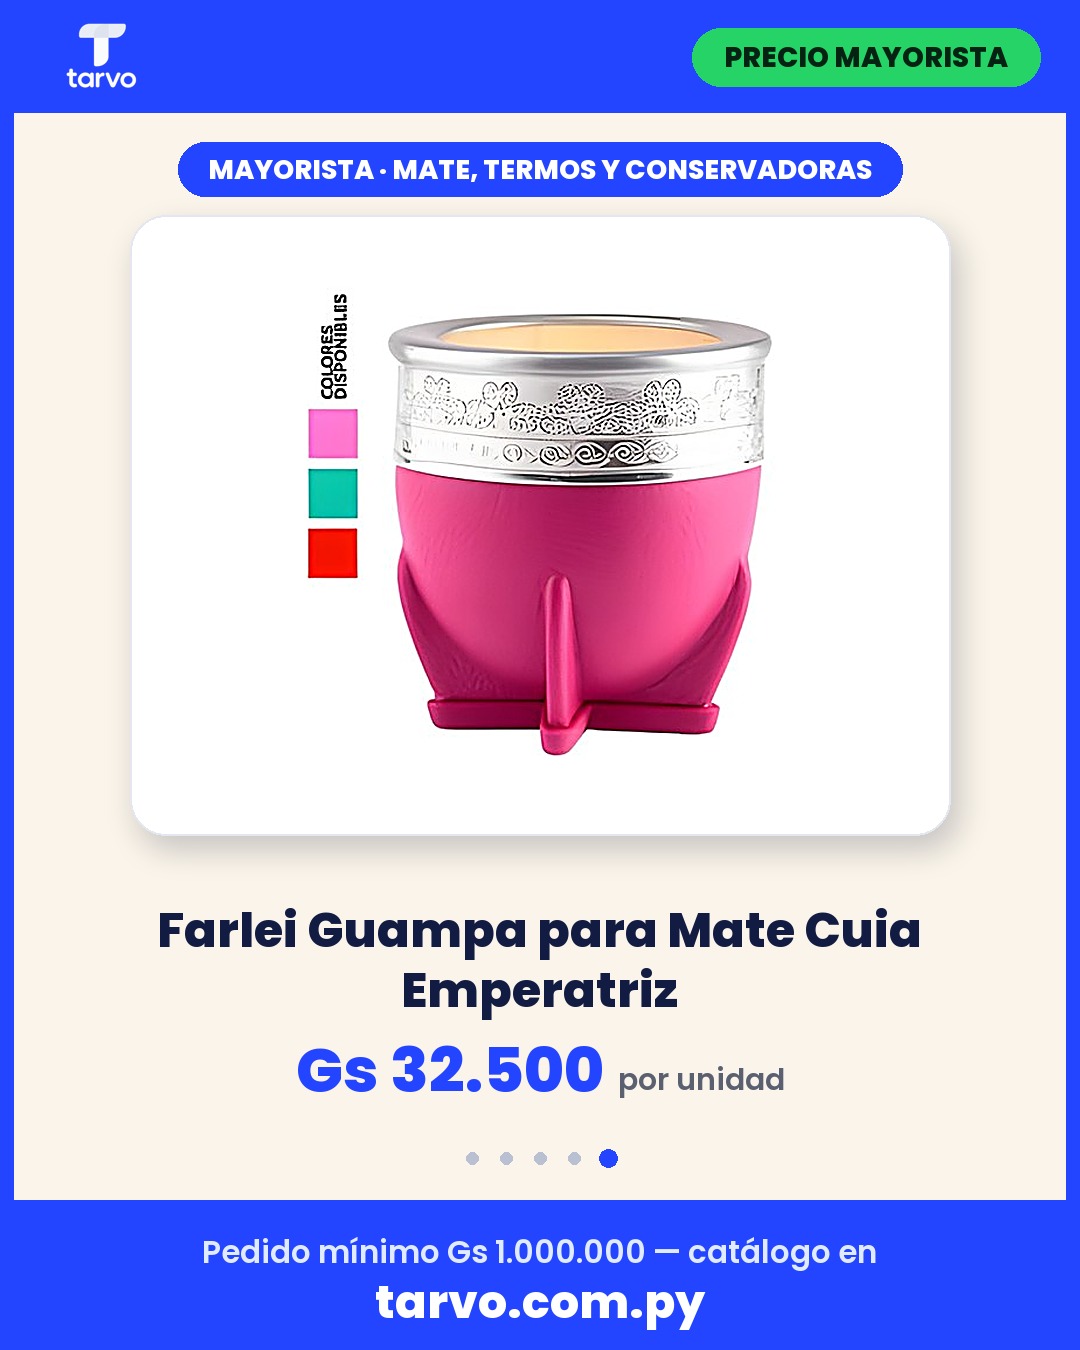 tarvo
PRECIO MAYORISTA
MAYORISTA · MATE, TERMOS Y CONSERVADORAS
COLORES
DISPONIBLES
Farlei Guampa para Mate Cuia
Emperatriz
Gs 32.500 por unidad
Pedido mínimo Gs 1.000.000 — catálogo en
tarvo.com.py